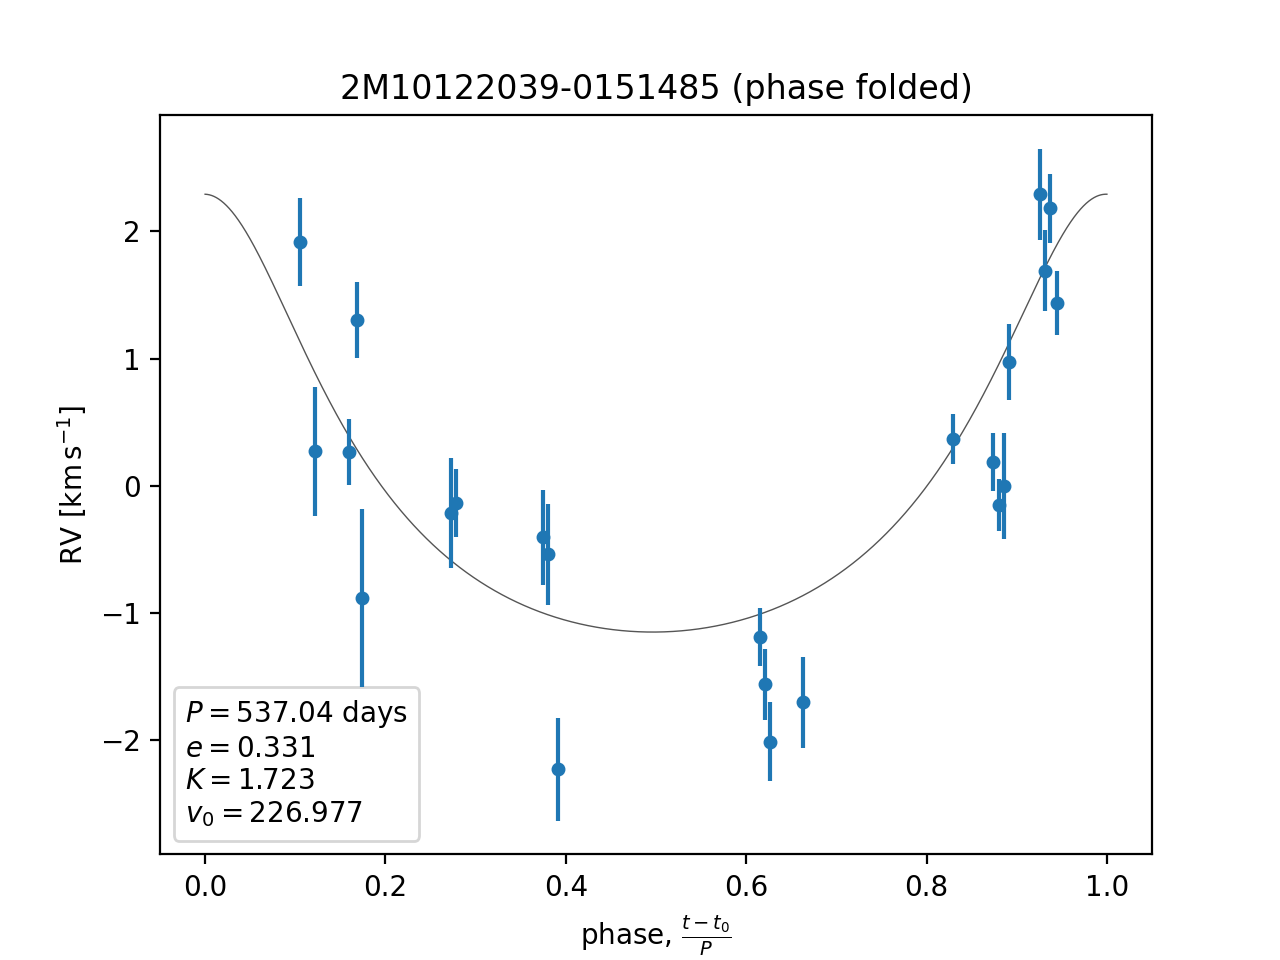 2M10122039-0151485 (phase folded)
RV [km s⁻¹]
2
1
0
−1
−2
P = 537.04 days
e = 0.331
K = 1.723
v₀ = 226.977
0.0 0.2 0.4 0.6 0.8 1.0
phase, (t − t₀)/P